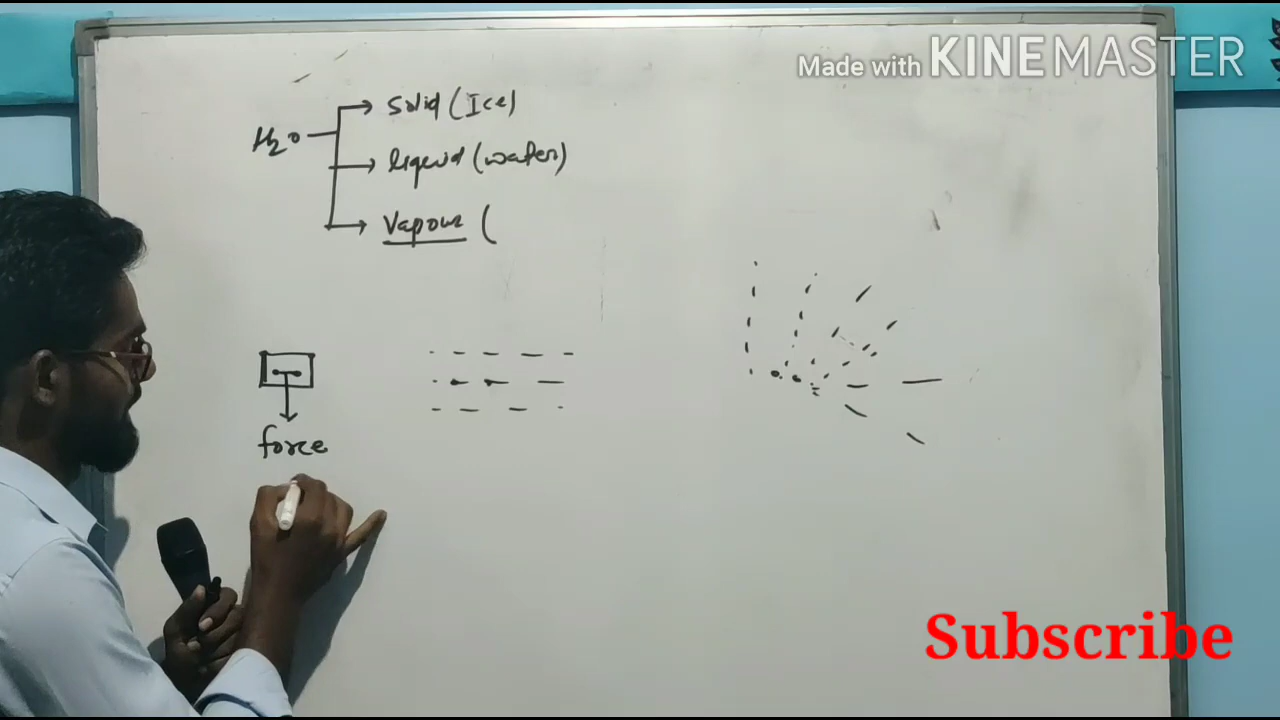 Made with KINEMASTER
H2O
Solid (Ice)
liquid (water)
Vapour (
force
Subscribe